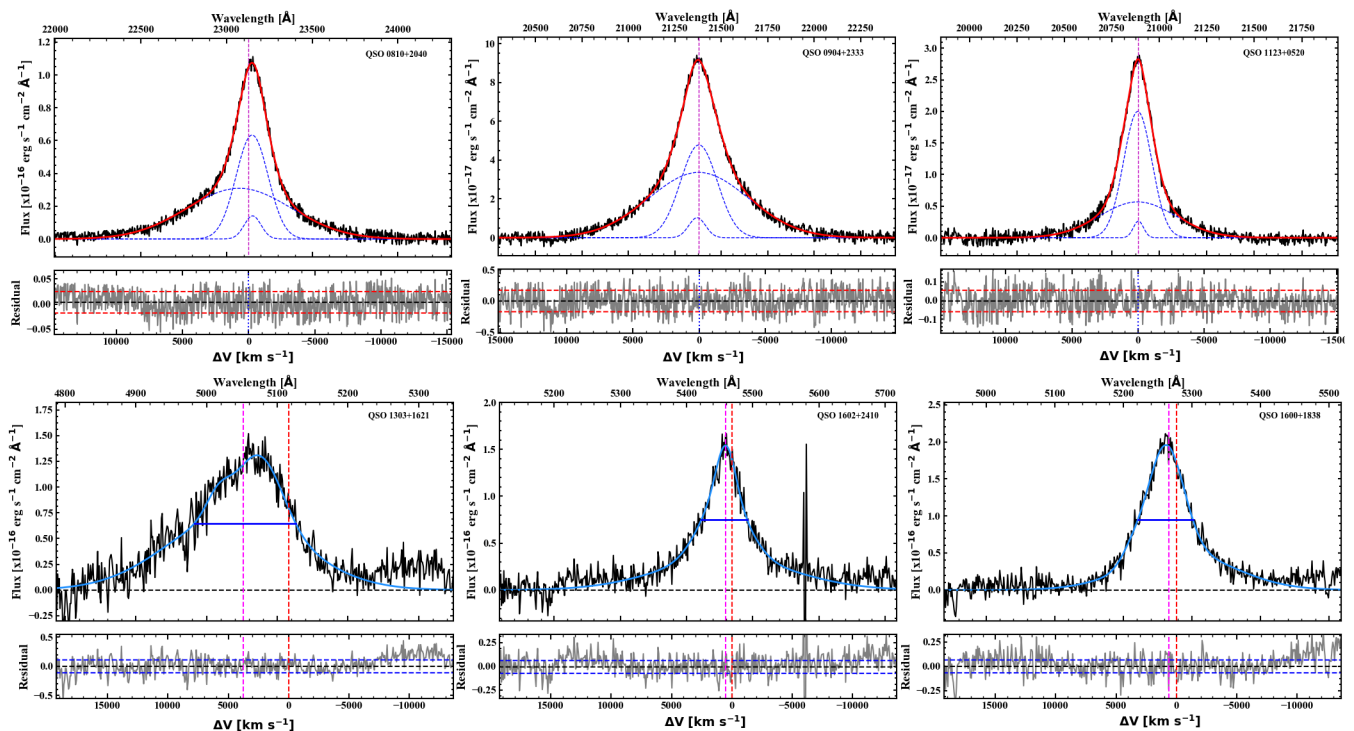 Wavelength [Å] Wavelength [Å] Wavelength [Å]
22000 22500 23000 23500 24000 20500 20750 21000 21250 21500 21750 22000 22250 20000 20250 20500 20750 21000 21250 21500 21750
QSO 0810+2040 QSO 0904+2333 QSO 1123+0520
Flux [x10⁻¹⁶ erg s⁻¹ cm⁻² Å⁻¹]
1.2
1.0
0.8
0.6
0.4
0.2
0.0
Flux [x10⁻¹⁷ erg s⁻¹ cm⁻² Å⁻¹]
10
8
6
4
2
0
Flux [x10⁻¹⁷ erg s⁻¹ cm⁻² Å⁻¹]
3.0
2.5
2.0
1.5
1.0
0.5
0.0
Residual
0.05
0.00
−0.05
Residual
0.5
0.0
−0.5
Residual
0.1
0.0
−0.1
10000 5000 0 −5000 −10000 −15000 15000 10000 5000 0 −5000 −10000 10000 5000 0 −5000 −10000 −1500
ΔV [km s⁻¹] ΔV [km s⁻¹] ΔV [km s⁻¹]
Wavelength [Å] Wavelength [Å] Wavelength [Å]
4800 4900 5000 5100 5200 5300 5200 5300 5400 5500 5600 5700 5000 5100 5200 5300 5400 5500
QSO 1303+1621 QSO 1602+2410 QSO 1600+1838
Flux [x10⁻¹⁶ erg s⁻¹ cm⁻² Å⁻¹]
1.75
1.50
1.25
1.00
0.75
0.50
0.25
0.00
−0.25
Flux [x10⁻¹⁶ erg s⁻¹ cm⁻² Å⁻¹]
2.0
1.5
1.0
0.5
0.0
Flux [x10⁻¹⁶ erg s⁻¹ cm⁻² Å⁻¹]
2.5
2.0
1.5
1.0
0.5
0.0
Residual
0.5
0.0
−0.5
Residual
0.25
0.00
−0.25
Residual
0.25
0.00
−0.25
15000 10000 5000 0 −5000 −10000 15000 10000 5000 0 −5000 −10000 15000 10000 5000 0 −5000 −10000
ΔV [km s⁻¹] ΔV [km s⁻¹] ΔV [km s⁻¹]